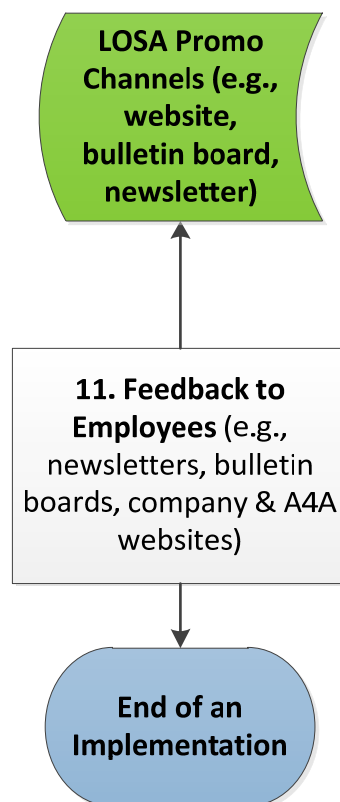 LOSA Promo
Channels (e.g.,
website,
bulletin board,
newsletter)
11. Feedback to
Employees (e.g.,
newsletters, bulletin
boards, company & A4A
websites)
End of an
Implementation